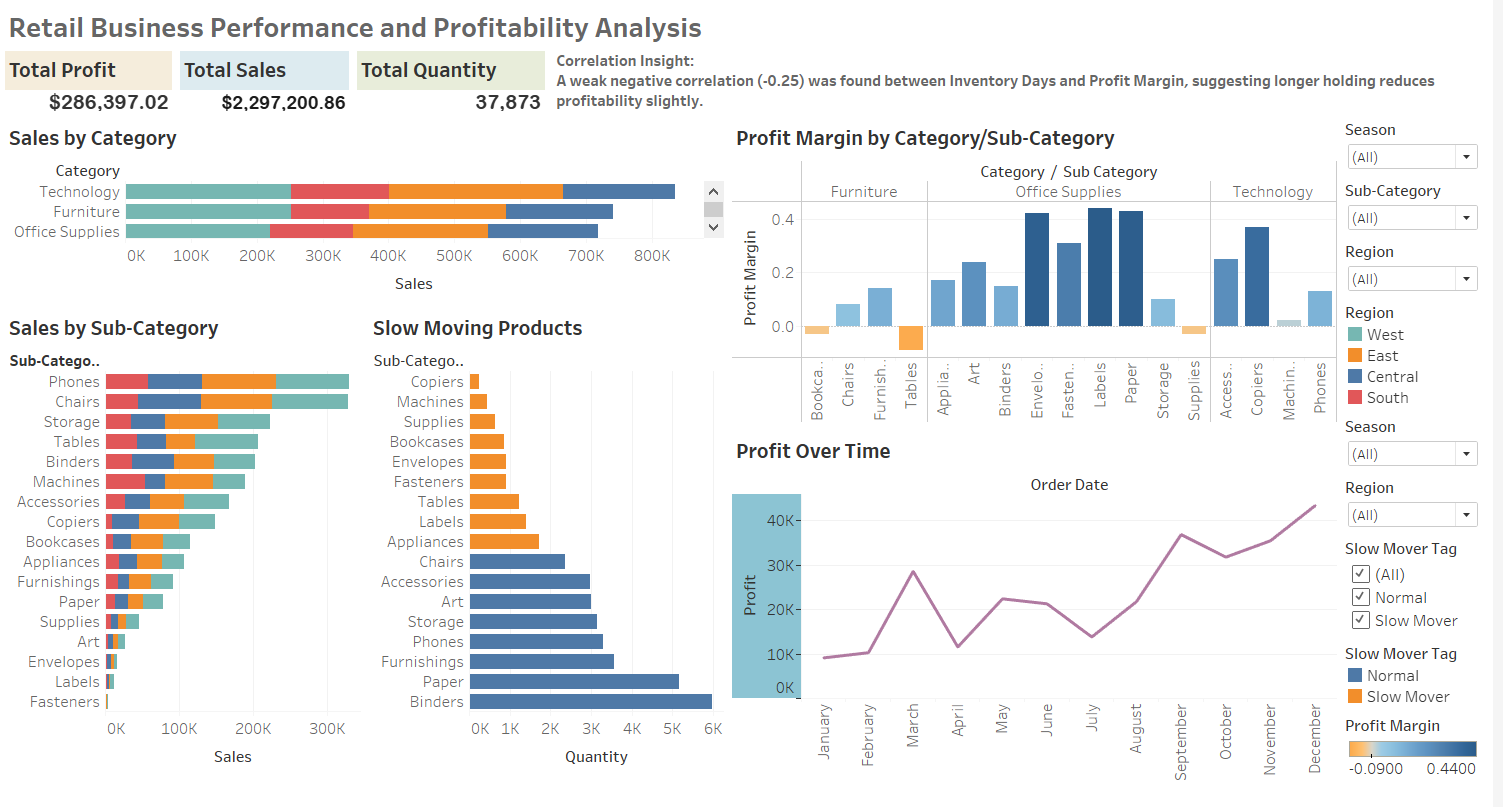 Retail Business Performance and Profitability Analysis
Total Profit
$286,397.02
Total Sales
$2,297,200.86
Total Quantity
37,873
Correlation Insight:
A weak negative correlation (-0.25) was found between Inventory Days and Profit Margin, suggesting longer holding reduces
profitability slightly.
Sales by Category
Category
Technology
Furniture
Office Supplies
0K 100K 200K 300K 400K 500K 600K 700K 800K
Sales
Sales by Sub-Category
Sub-Catego..
Phones
Chairs
Storage
Tables
Binders
Machines
Accessories
Copiers
Bookcases
Appliances
Furnishings
Paper
Supplies
Art
Envelopes
Labels
Fasteners
0K 100K 200K 300K
Sales
Slow Moving Products
Sub-Catego..
Copiers
Machines
Supplies
Bookcases
Envelopes
Fasteners
Tables
Labels
Appliances
Chairs
Accessories
Art
Storage
Phones
Furnishings
Paper
Binders
0K 1K 2K 3K 4K 5K 6K
Quantity
Profit Margin by Category/Sub-Category
Category / Sub Category
Furniture Office Supplies Technology
Profit Margin
0.4
0.2
0.0
Bookca..
Chairs
Furnish..
Tables
Applia..
Art
Binders
Envelo..
Fasten..
Labels
Paper
Storage
Supplies
Access..
Copiers
Machin..
Phones
Profit Over Time
Order Date
Profit
40K
30K
20K
10K
0K
January
February
March
April
May
June
July
August
September
October
November
December
Season
(All)
Sub-Category
(All)
Region
(All)
Region
West
East
Central
South
Season
(All)
Region
(All)
Slow Mover Tag
(All)
Normal
Slow Mover
Slow Mover Tag
Normal
Slow Mover
Profit Margin
-0.0900 0.4400